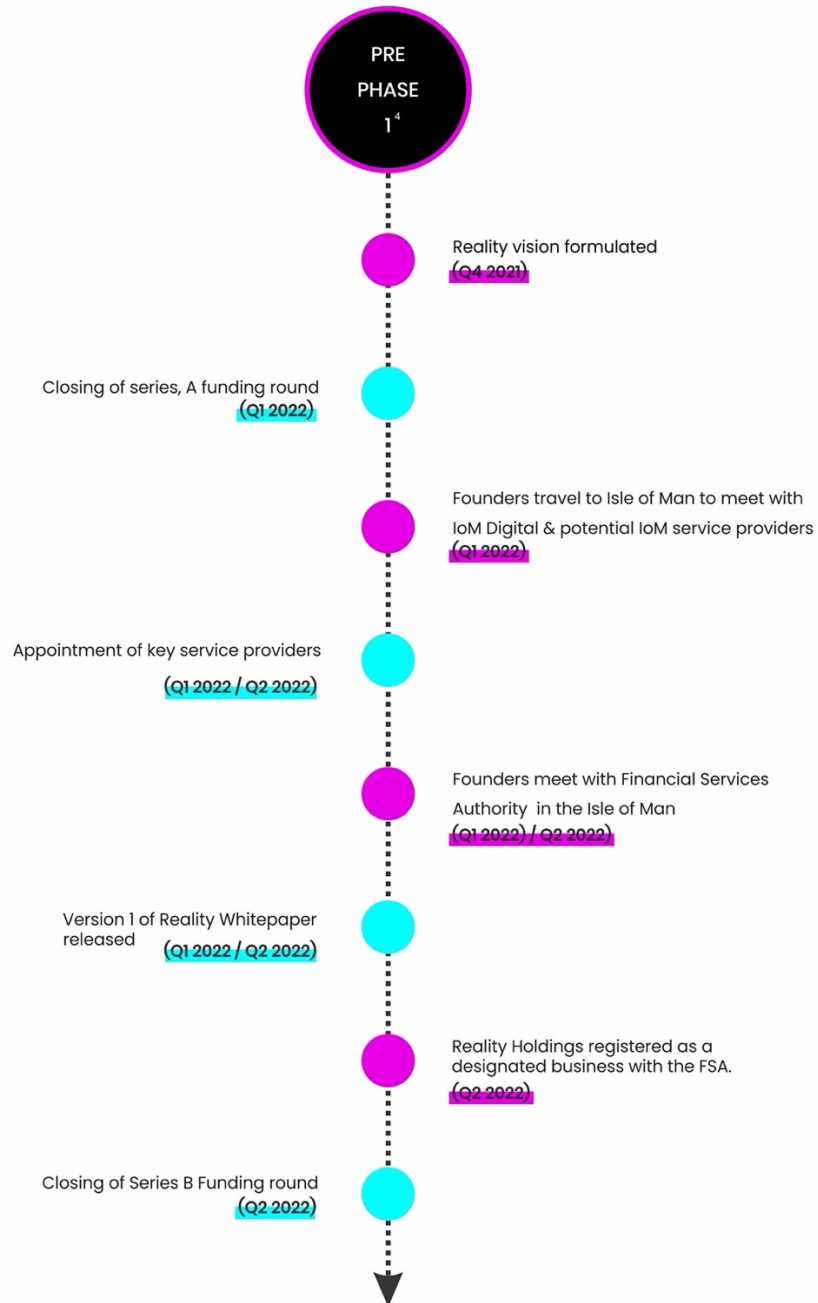 PRE
PHASE
1⁴
Reality vision formulated
(Q4 2021)
Closing of series, A funding round
(Q1 2022)
Founders travel to Isle of Man to meet with
IoM Digital & potential IoM service providers
(Q1 2022)
Appointment of key service providers
(Q1 2022 / Q2 2022)
Founders meet with Financial Services
Authority in the Isle of Man
(Q1 2022) / Q2 2022)
Version 1 of Reality Whitepaper
released (Q1 2022 / Q2 2022)
Reality Holdings registered as a
designated business with the FSA.
(Q2 2022)
Closing of Series B Funding round
(Q2 2022)